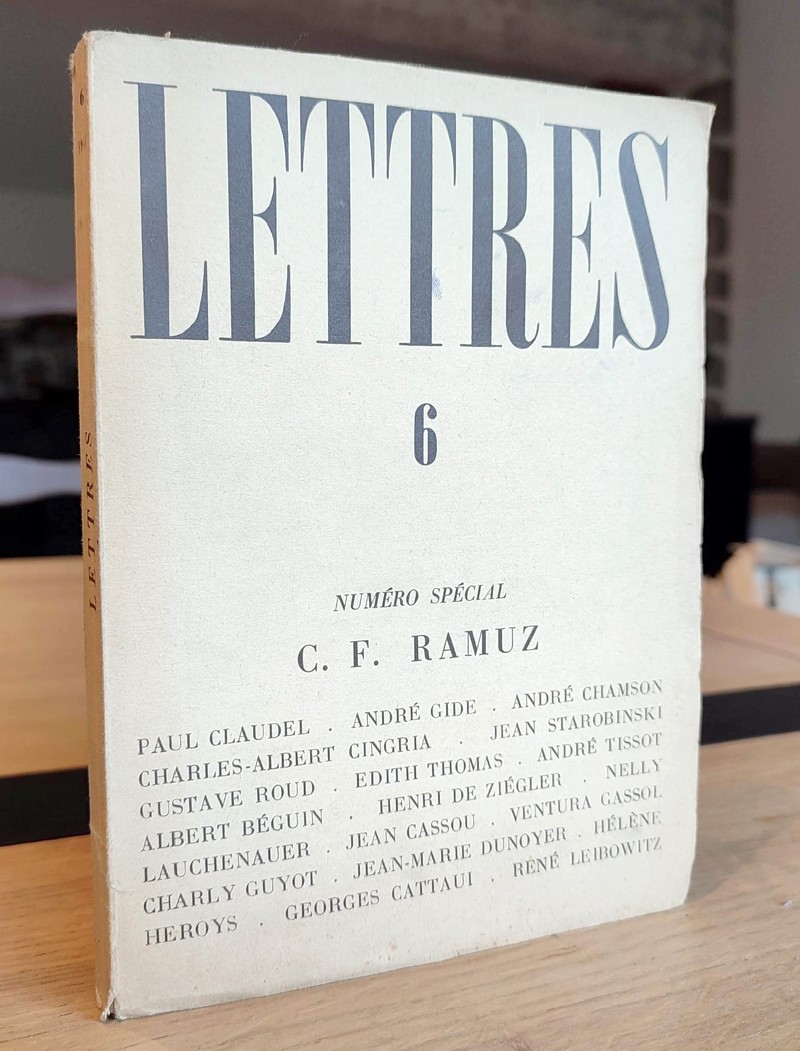 LETTRES
6
NUMÉRO SPÉCIAL
C. F. RAMUZ
PAUL CLAUDEL . ANDRÉ GIDE . ANDRÉ CHAMSON
CHARLES-ALBERT CINGRIA . JEAN STAROBINSKI
GUSTAVE ROUD . EDITH THOMAS . ANDRÉ TISSOT
ALBERT BÉGUIN . HENRI DE ZIÉGLER . NELLY
LAUCHENAUER . JEAN CASSOU . VENTURA GASSOL
CHARLY GUYOT . JEAN-MARIE DUNOYER . HÉLÈNE
HEROYS . GEORGES CATTAUI . RENÉ LEIBOWITZ
6
LETTRES